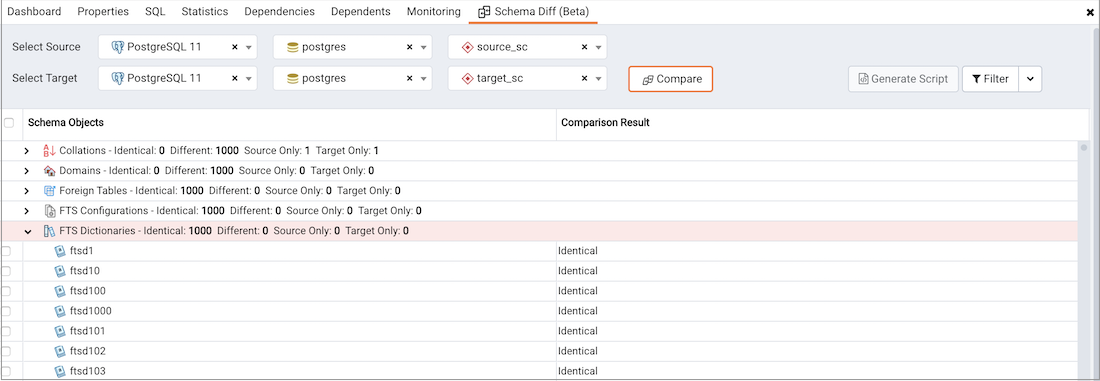 Dashboard Properties SQL Statistics Dependencies Dependents Monitoring Schema Diff (Beta)
Select Source PostgreSQL 11 postgres source_sc
Select Target PostgreSQL 11 postgres target_sc Compare Generate Script Filter
Schema Objects Comparison Result
Collations - Identical: 0 Different: 1000 Source Only: 1 Target Only: 1
Domains - Identical: 0 Different: 1000 Source Only: 0 Target Only: 0
Foreign Tables - Identical: 1000 Different: 0 Source Only: 0 Target Only: 0
FTS Configurations - Identical: 1000 Different: 0 Source Only: 0 Target Only: 0
FTS Dictionaries - Identical: 1000 Different: 0 Source Only: 0 Target Only: 0
ftsd1 Identical
ftsd10 Identical
ftsd100 Identical
ftsd1000 Identical
ftsd101 Identical
ftsd102 Identical
ftsd103 Identical